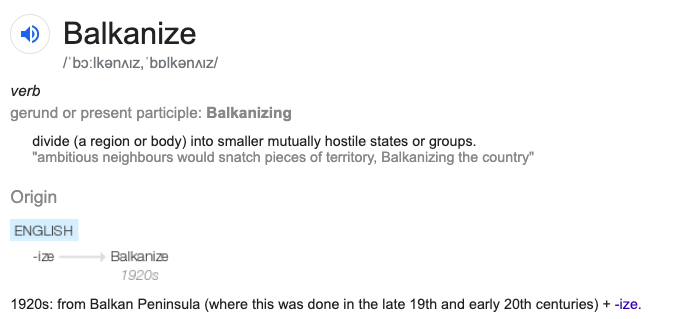 Balkanize
/ˈbɔːlkənʌɪz,ˈbɒlkənʌɪz/
verb
gerund or present participle: Balkanizing
divide (a region or body) into smaller mutually hostile states or groups.
"ambitious neighbours would snatch pieces of territory, Balkanizing the country"
Origin
ENGLISH
-ize Balkanize
1920s
1920s: from Balkan Peninsula (where this was done in the late 19th and early 20th centuries) + -ize.